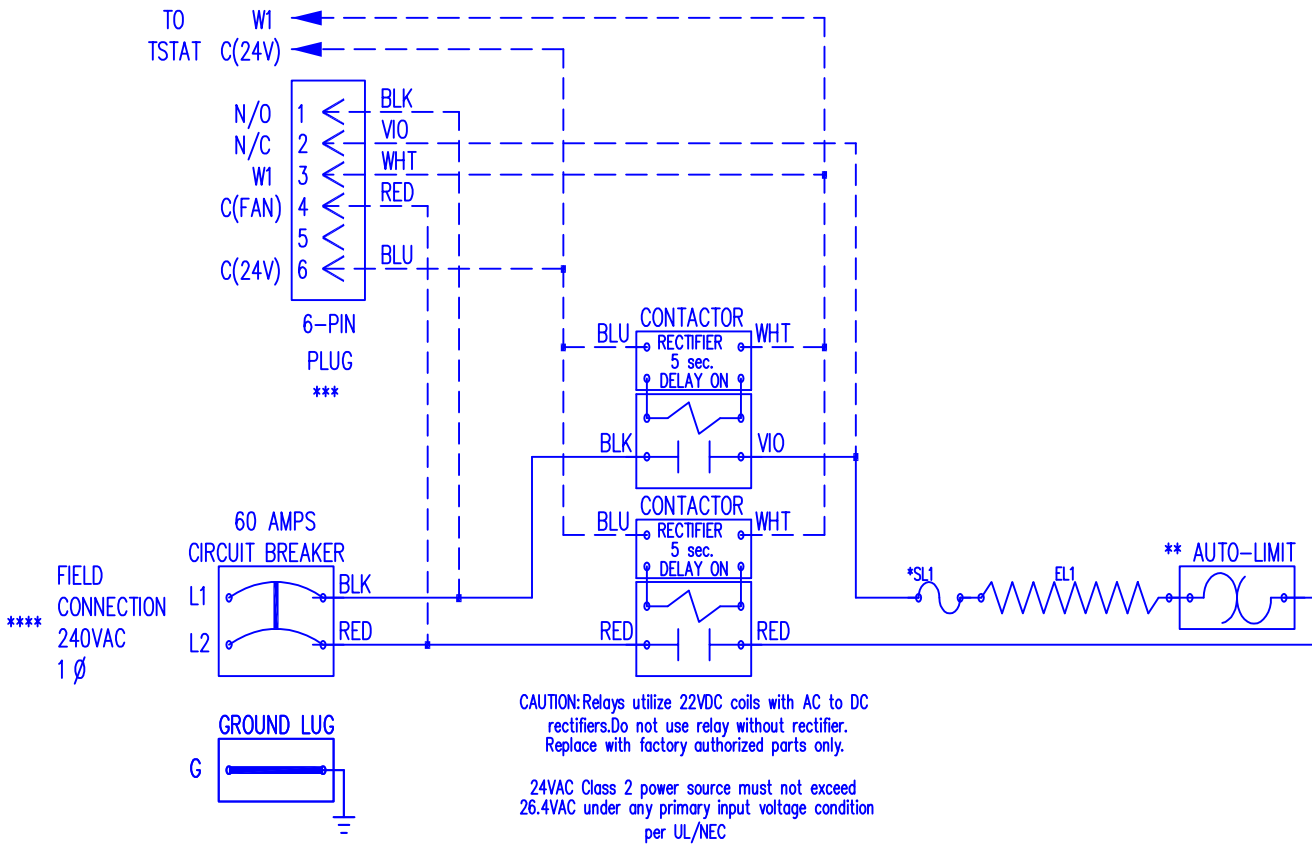 TO W1
TSTAT C(24V)
N/O 1 BLK
N/C 2 VIO
W1 3 WHT
C(FAN) 4 RED
5
C(24V) 6 BLU
6-PIN
PLUG
***
CONTACTOR
BLU RECTIFIER WHT
5 sec.
DELAY ON
BLK VIO
CONTACTOR
BLU RECTIFIER WHT
5 sec.
DELAY ON
RED RED
60 AMPS
CIRCUIT BREAKER
L1 BLK
L2 RED
FIELD
CONNECTION
**** 240VAC
1 Ø
*SL1 EL1
** AUTO-LIMIT
GROUND LUG
G
CAUTION: Relays utilize 22VDC coils with AC to DC
rectifiers.Do not use relay without rectifier.
Replace with factory authorized parts only.
24VAC Class 2 power source must not exceed
26.4VAC under any primary input voltage condition
per UL/NEC